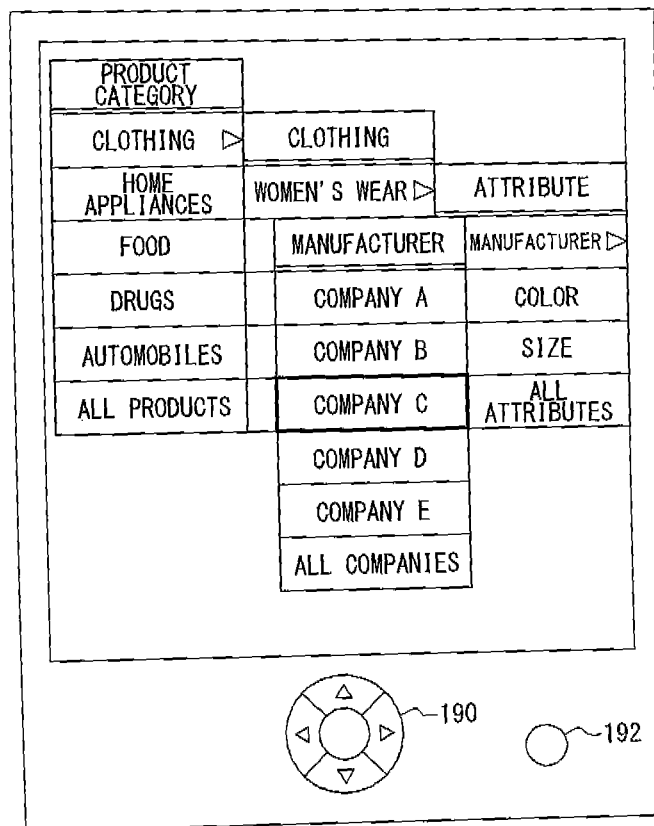 PRODUCT
CATEGORY
CLOTHING
CLOTHING
HOME
APPLIANCES
WOMEN'S WEAR
ATTRIBUTE
FOOD
MANUFACTURER
MANUFACTURER
DRUGS
COMPANY A
COLOR
AUTOMOBILES
COMPANY B
SIZE
ALL PRODUCTS
COMPANY C
ALL
ATTRIBUTES
COMPANY D
COMPANY E
ALL COMPANIES
190
192